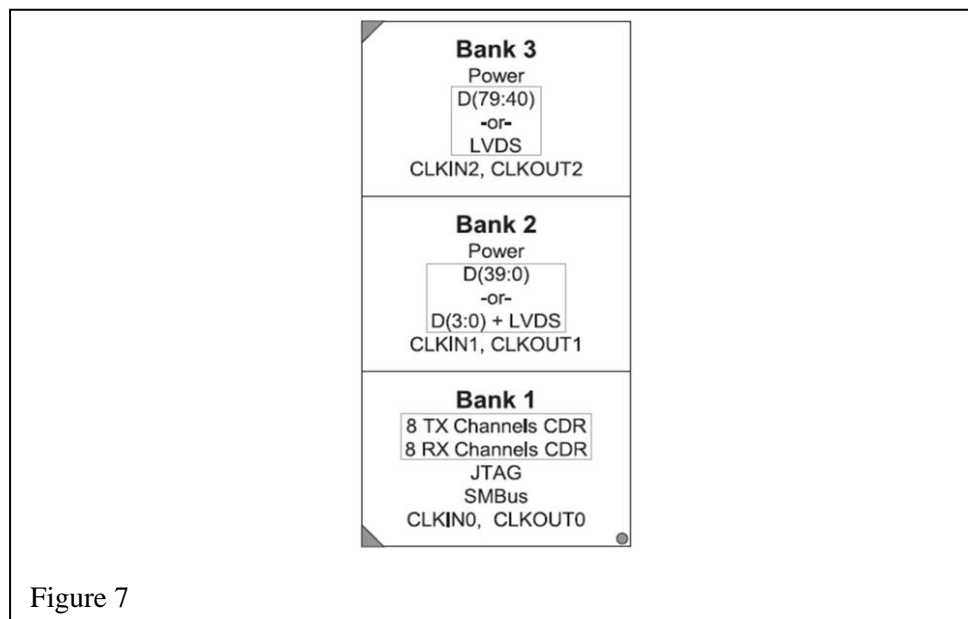 Bank 3
Power
D(79:40)
-or-
LVDS
CLKIN2, CLKOUT2
Bank 2
Power
D(39:0)
-or-
D(3:0) + LVDS
CLKIN1, CLKOUT1
Bank 1
8 TX Channels CDR
8 RX Channels CDR
JTAG
SMBus
CLKIN0, CLKOUT0
Figure 7